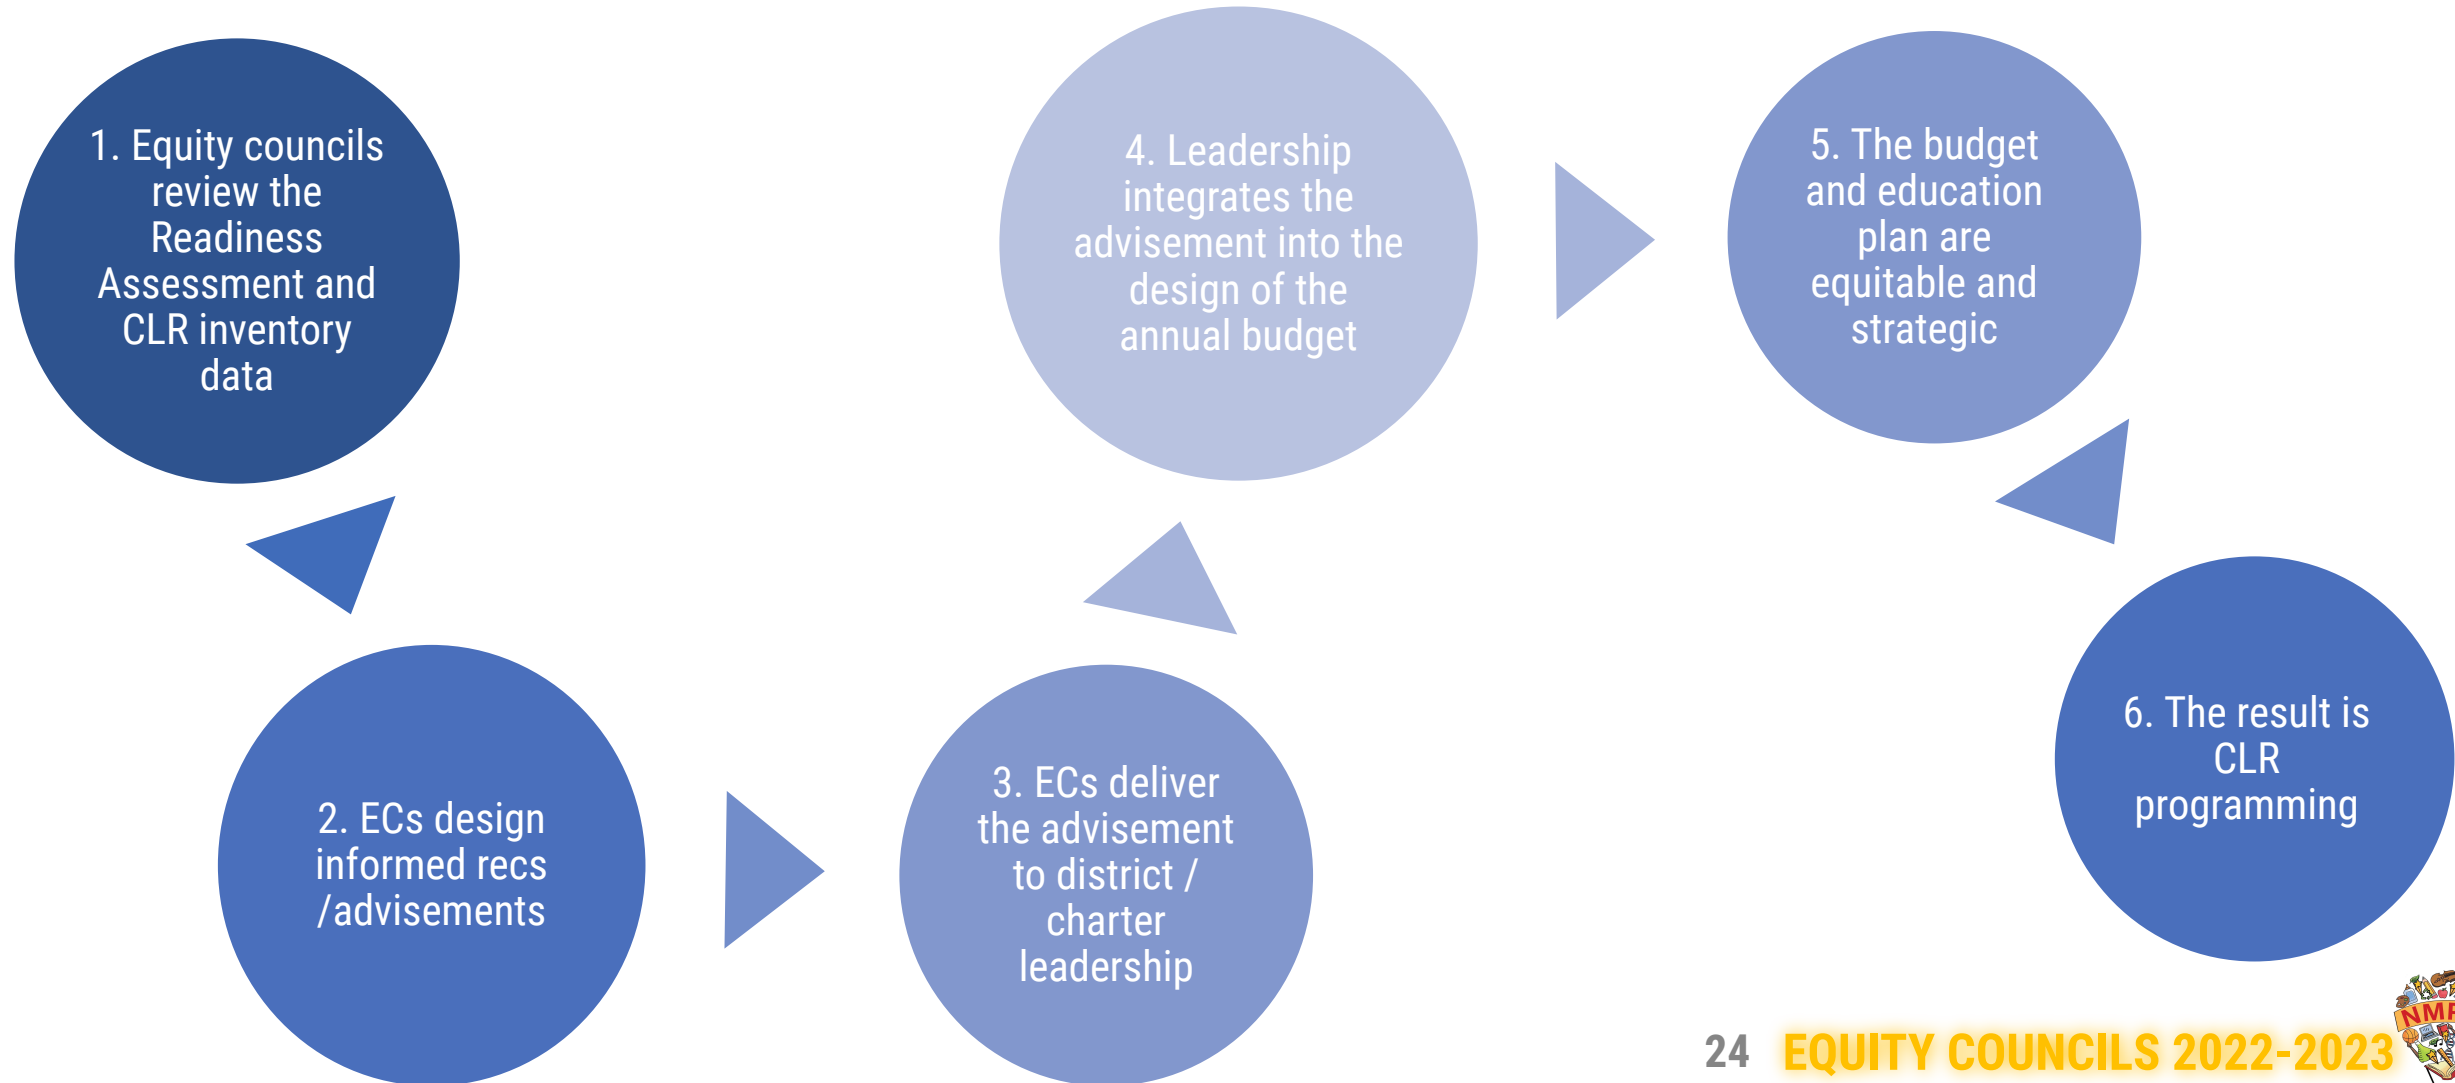 1. Equity councils
review the
Readiness
Assessment and
CLR inventory
data
2. ECs design
informed recs
/advisements
3. ECs deliver
the advisement
to district /
charter
leadership
4. Leadership
integrates the
advisement into the
design of the
annual budget
5. The budget
and education
plan are
equitable and
strategic
6. The result is
CLR
programming
24 EQUITY COUNCILS 2022-2023